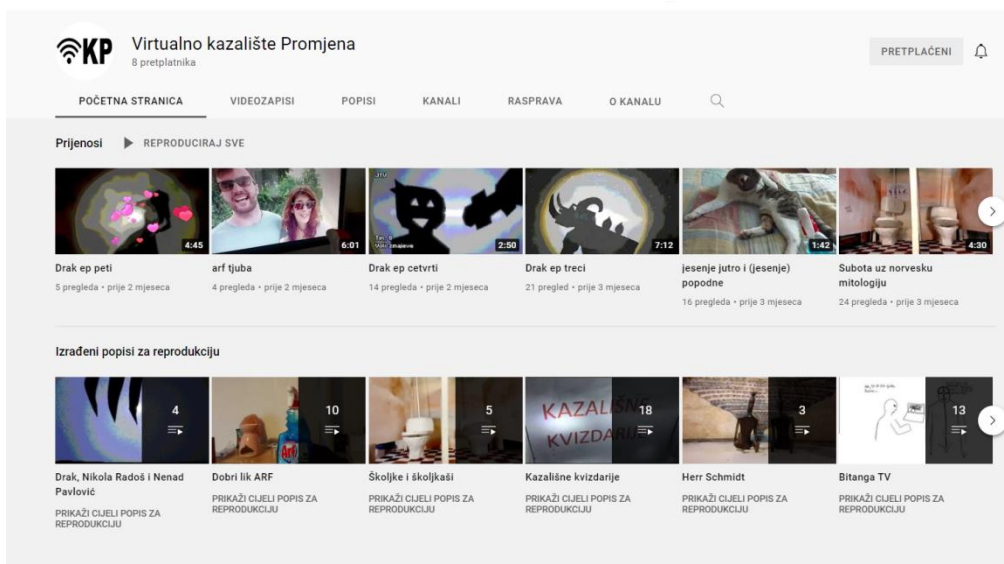 KP
Virtualno kazalište Promjena
8 pretplatnika
PRETPLAĆENI
POČETNA STRANICA VIDEOZAPISI POPISI KANALI RASPRAVA O KANALU
Prijenosi REPRODUCIRAJ SVE
4:45
6:01
2:50
7:12
1:42
4:30
Drak ep peti
5 pregleda • prije 2 mjeseca
arf tjuba
4 pregleda • prije 2 mjeseca
Drak ep cetvrti
14 pregleda • prije 2 mjeseca
Drak ep treci
21 pregled • prije 3 mjeseca
jesenje jutro i (jesenje)
popodne
16 pregleda • prije 3 mjeseca
Subota uz norvesku
mitologiju
24 pregleda • prije 3 mjeseca
Izrađeni popisi za reprodukciju
4
10
Arf
5
KAZALIŠNE
KVIZDARIJE
18
3
13
Drak, Nikola Radoš i Nenad
Pavlović
PRIKAŽI CIJELI POPIS ZA
REPRODUKCIJU
Dobri lik ARF
PRIKAŽI CIJELI POPIS ZA
REPRODUKCIJU
Školjke i školjkaši
PRIKAŽI CIJELI POPIS ZA
REPRODUKCIJU
Kazališne kvizdarije
PRIKAŽI CIJELI POPIS ZA
REPRODUKCIJU
Herr Schmidt
PRIKAŽI CIJELI POPIS ZA
REPRODUKCIJU
Bitanga TV
PRIKAŽI CIJELI POPIS ZA
REPRODUKCIJU